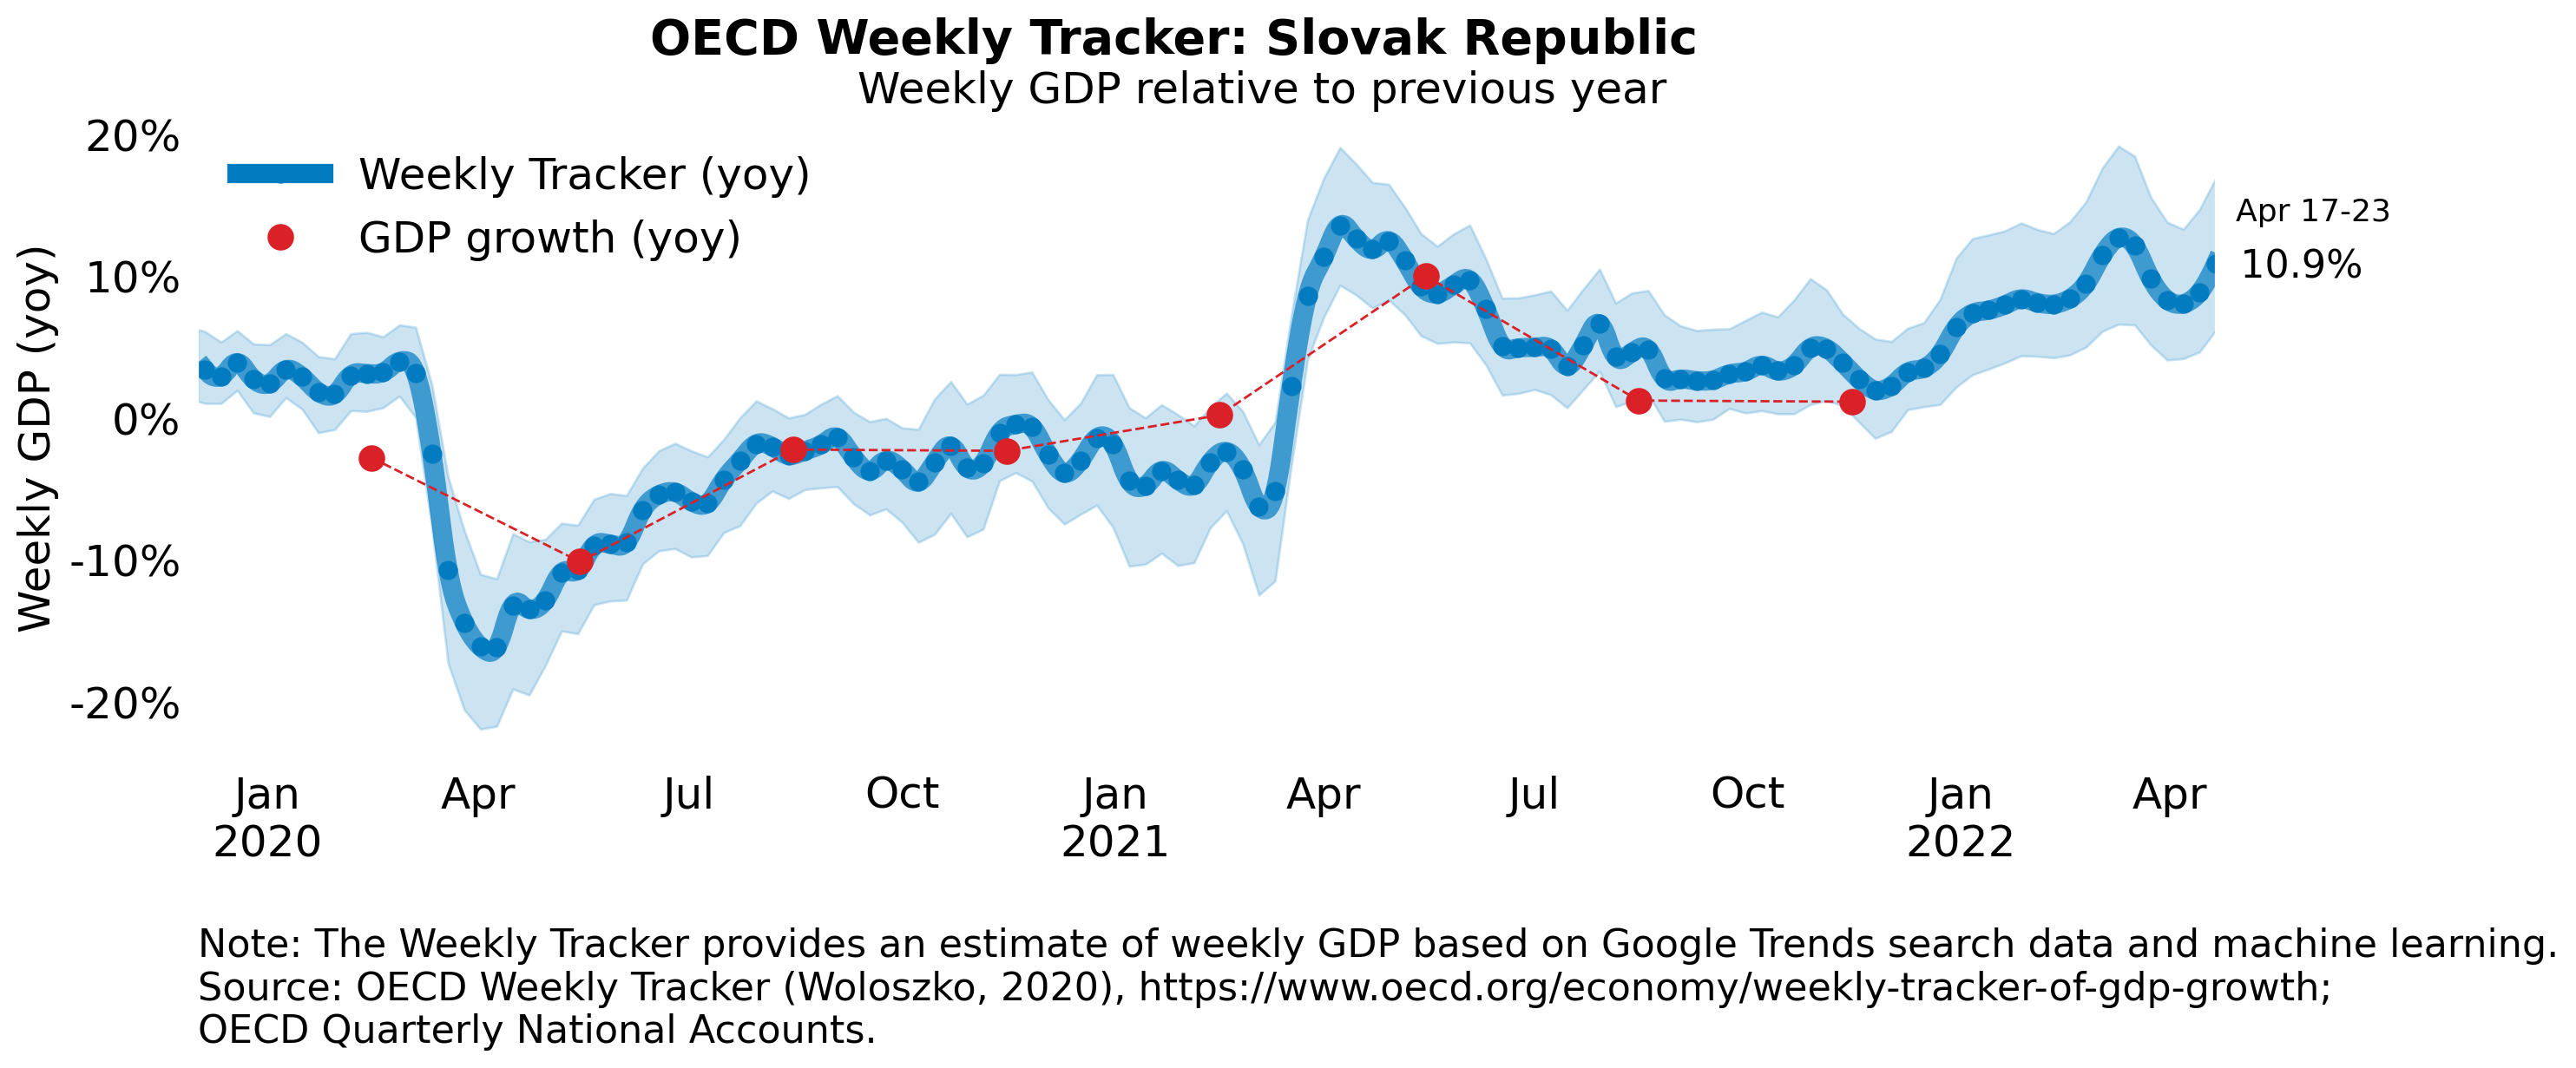 OECD Weekly Tracker: Slovak Republic
Weekly GDP relative to previous year
Weekly GDP (yoy)
20%
10%
0%
-10%
-20%
Weekly Tracker (yoy)
GDP growth (yoy)
Apr 17-23
10.9%
Jan Apr Jul Oct Jan Apr Jul Oct Jan Apr
2020 2021 2022
Note: The Weekly Tracker provides an estimate of weekly GDP based on Google Trends search data and machine learning.
Source: OECD Weekly Tracker (Woloszko, 2020), https://www.oecd.org/economy/weekly-tracker-of-gdp-growth;
OECD Quarterly National Accounts.